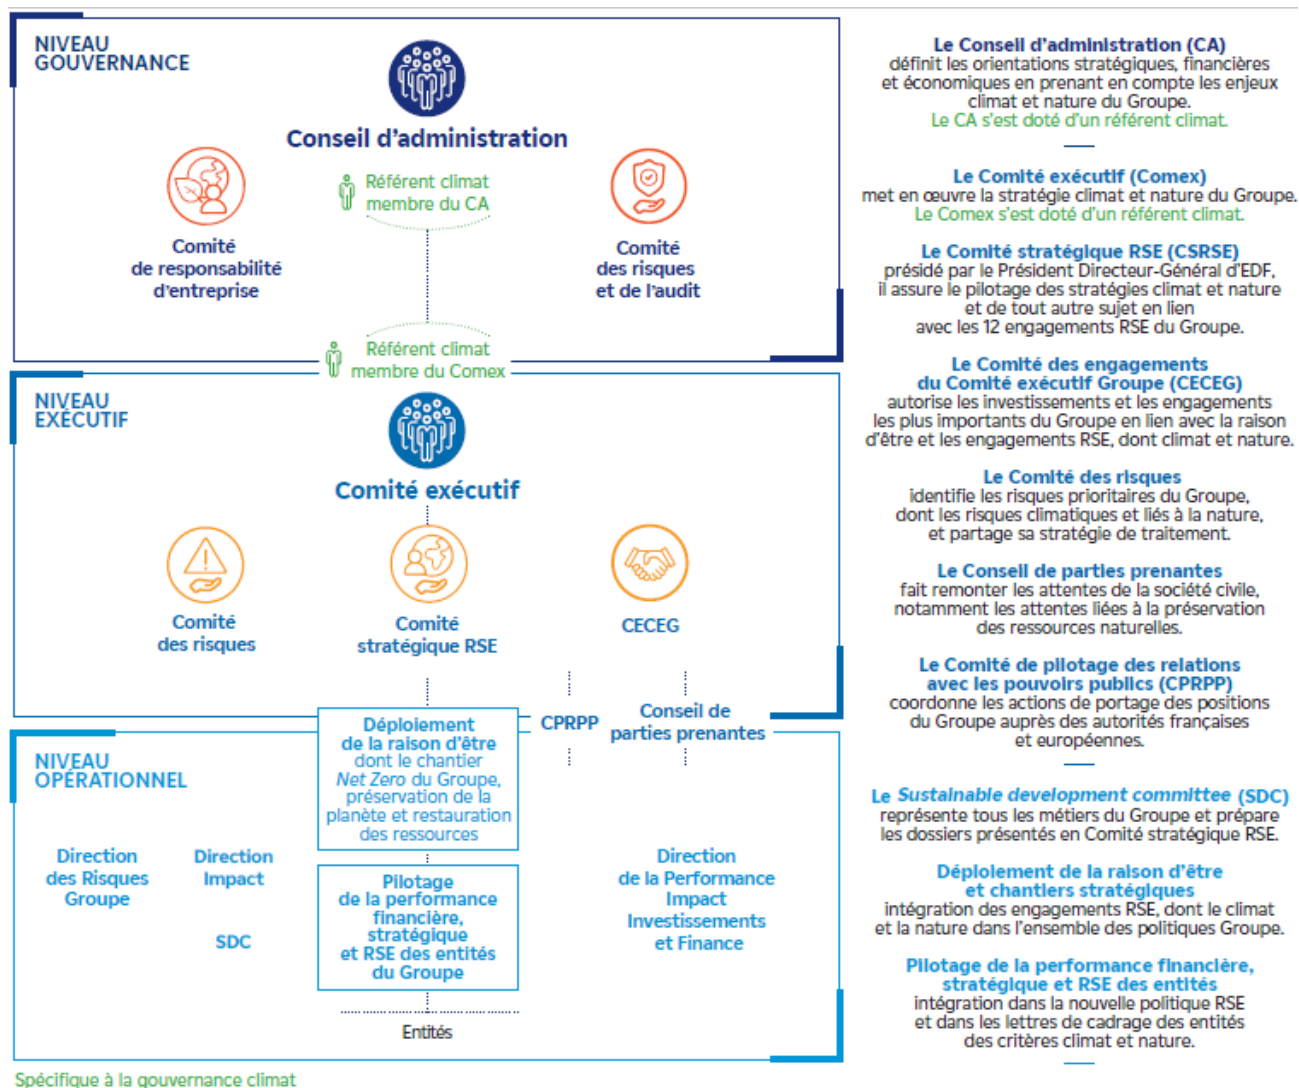 NIVEAU
GOUVERNANCE
Conseil d'administration
Référent climat
membre du CA
Comité
de responsabilité
d'entreprise
Comité
des risques
et de l'audit
Référent climat
membre du Comex
NIVEAU
EXÉCUTIF
Comité exécutif
Comité
des risques
Comité
stratégique RSE
CECEG
CPRPP
Conseil de
parties prenantes
NIVEAU
OPÉRATIONNEL
Déploiement
de la raison d'être
dont le chantier
Net Zero du Groupe,
préservation de la
planète et restauration
des ressources
Direction
des Risques
Groupe
Direction
Impact
SDC
Pilotage
de la performance
financière,
stratégique
et RSE des entités
du Groupe
Direction
de la Performance
Impact
Investissements
et Finance
Entités
Spécifique à la gouvernance climat
Le Conseil d'administration (CA)
définit les orientations stratégiques, financières
et économiques en prenant en compte les enjeux
climat et nature du Groupe.
Le CA s'est doté d'un référent climat.
Le Comité exécutif (Comex)
met en œuvre la stratégie climat et nature du Groupe.
Le Comex s'est doté d'un référent climat.
Le Comité stratégique RSE (CSRSE)
présidé par le Président Directeur-Général d'EDF,
il assure le pilotage des stratégies climat et nature
et de tout autre sujet en lien
avec les 12 engagements RSE du Groupe.
Le Comité des engagements
du Comité exécutif Groupe (CECEG)
autorise les investissements et les engagements
les plus importants du Groupe en lien avec la raison
d'être et les engagements RSE, dont climat et nature.
Le Comité des risques
identifie les risques prioritaires du Groupe,
dont les risques climatiques et liés à la nature,
et partage sa stratégie de traitement.
Le Conseil de parties prenantes
fait remonter les attentes de la société civile,
notamment les attentes liées à la préservation
des ressources naturelles.
Le Comité de pilotage des relations
avec les pouvoirs publics (CPRPP)
coordonne les actions de portage des positions
du Groupe auprès des autorités françaises
et européennes.
Le Sustainable development committee (SDC)
représente tous les métiers du Groupe et prépare
les dossiers présentés en Comité stratégique RSE.
Déploiement de la raison d'être
et chantiers stratégiques
intégration des engagements RSE, dont le climat
et la nature dans l'ensemble des politiques Groupe.
Pilotage de la performance financière,
stratégique et RSE des entités
intégration dans la nouvelle politique RSE
et dans les lettres de cadrage des entités
des critères climat et nature.